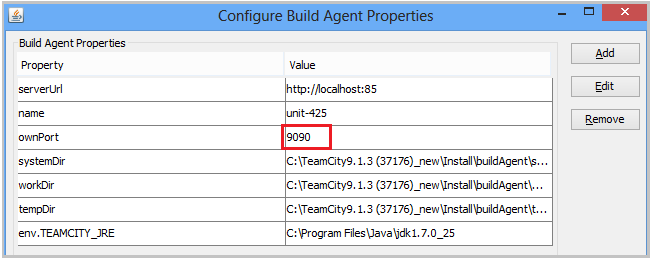 Configure Build Agent Properties
Build Agent Properties
Property Value
serverUrl http://localhost:85
name unit-425
ownPort 9090
systemDir C:\TeamCity9.1.3 (37176)_new\Install\buildAgent\s...
workDir C:\TeamCity9.1.3 (37176)_new\Install\buildAgent\...
tempDir C:\TeamCity9.1.3 (37176)_new\Install\buildAgent\t...
env.TEAMCITY_JRE C:\Program Files\Java\jdk1.7.0_25
Add
Edit
Remove